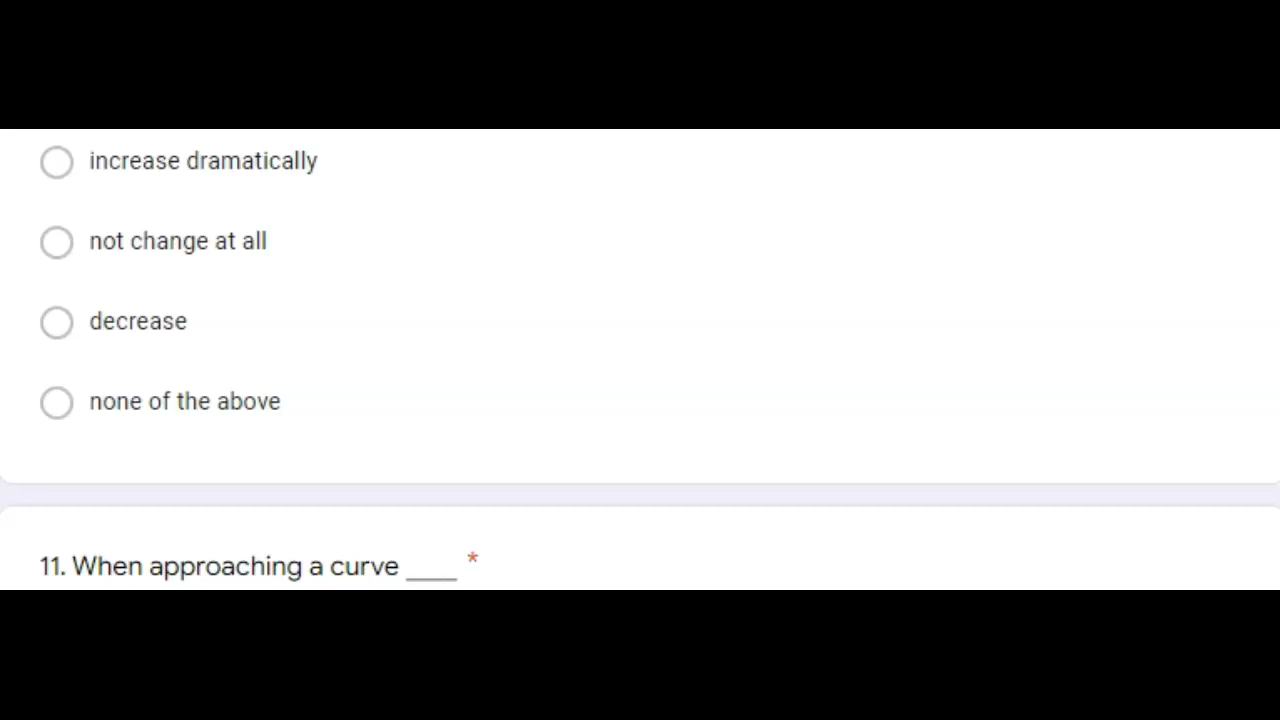 increase dramatically
not change at all
decrease
none of the above
11. When approaching a curve ____ *